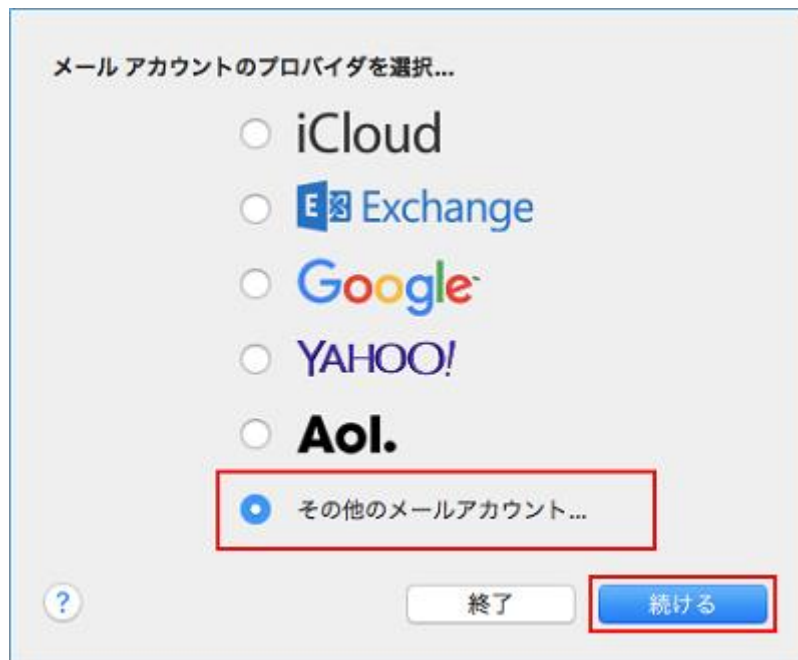 メール アカウントのプロバイダを選択...
iCloud
E Exchange
Google
YAHOO!
Aol.
その他のメールアカウント...
? 終了 続ける